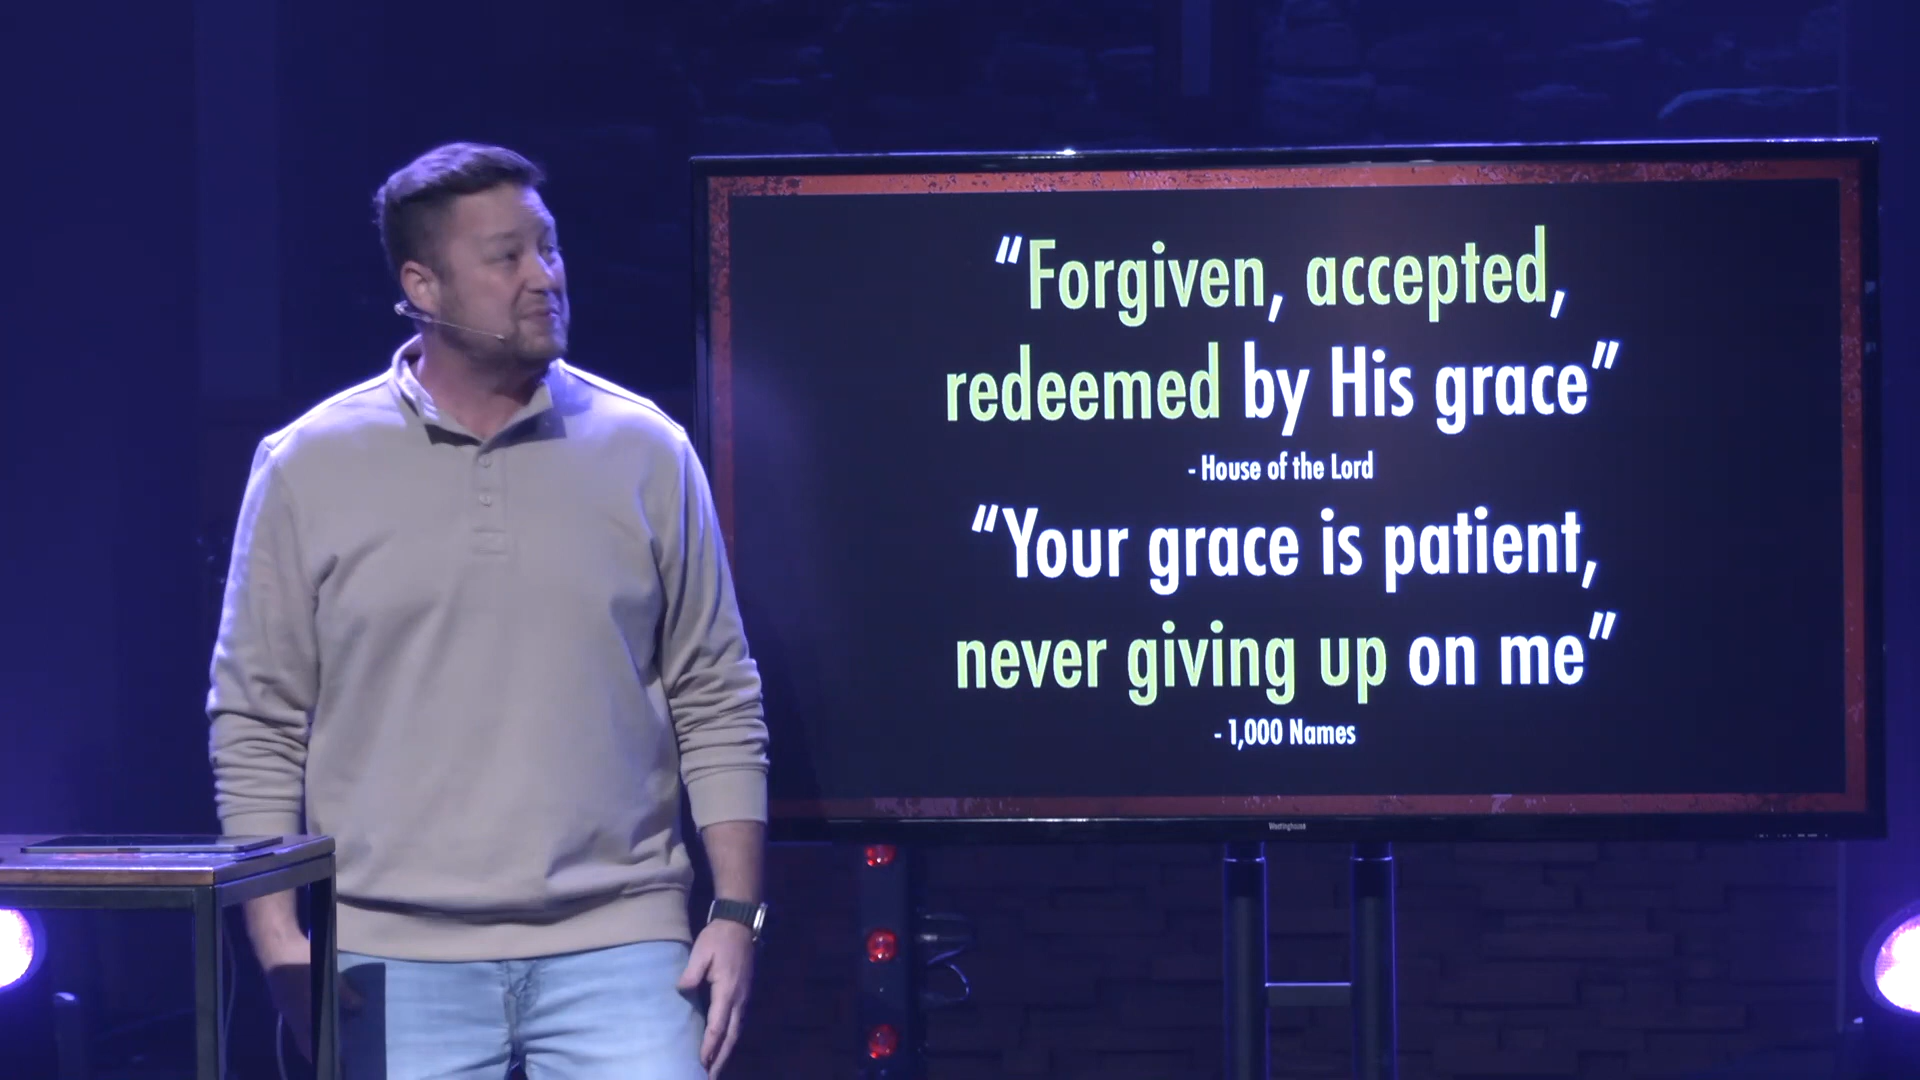 “Forgiven, accepted,
redeemed by His grace”
- House of the Lord
“Your grace is patient,
never giving up on me”
- 1,000 Names
Westinghouse